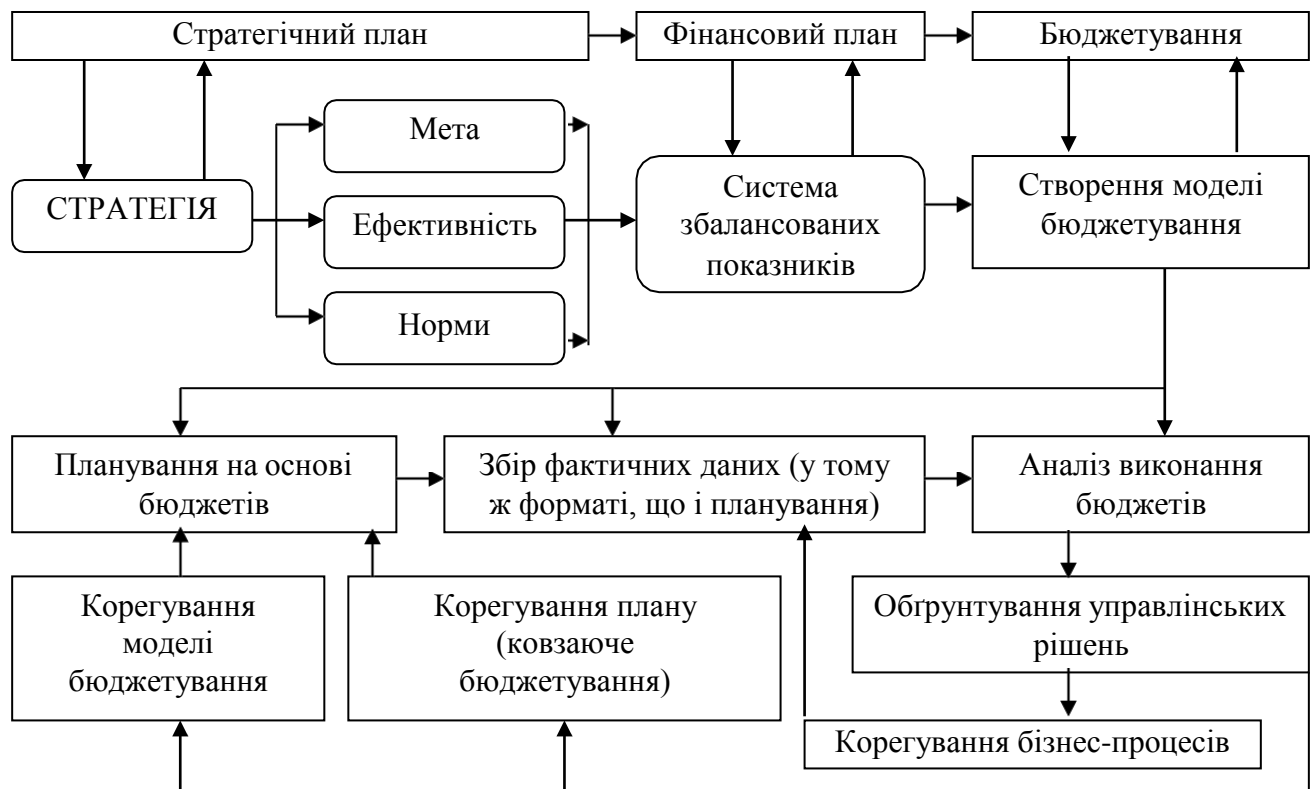 Стратегічний план
Фінансовий план
Бюджетування
Мета
СТРАТЕГІЯ
Ефективність
Норми
Система
збалансованих
показників
Створення моделі
бюджетування
Планування на основі
бюджетів
Збір фактичних даних (у тому
ж форматі, що і планування)
Аналіз виконання
бюджетів
Корегування
моделі
бюджетування
Корегування плану
(ковзаюче
бюджетування)
Обґрунтування управлінських
рішень
Корегування бізнес-процесів